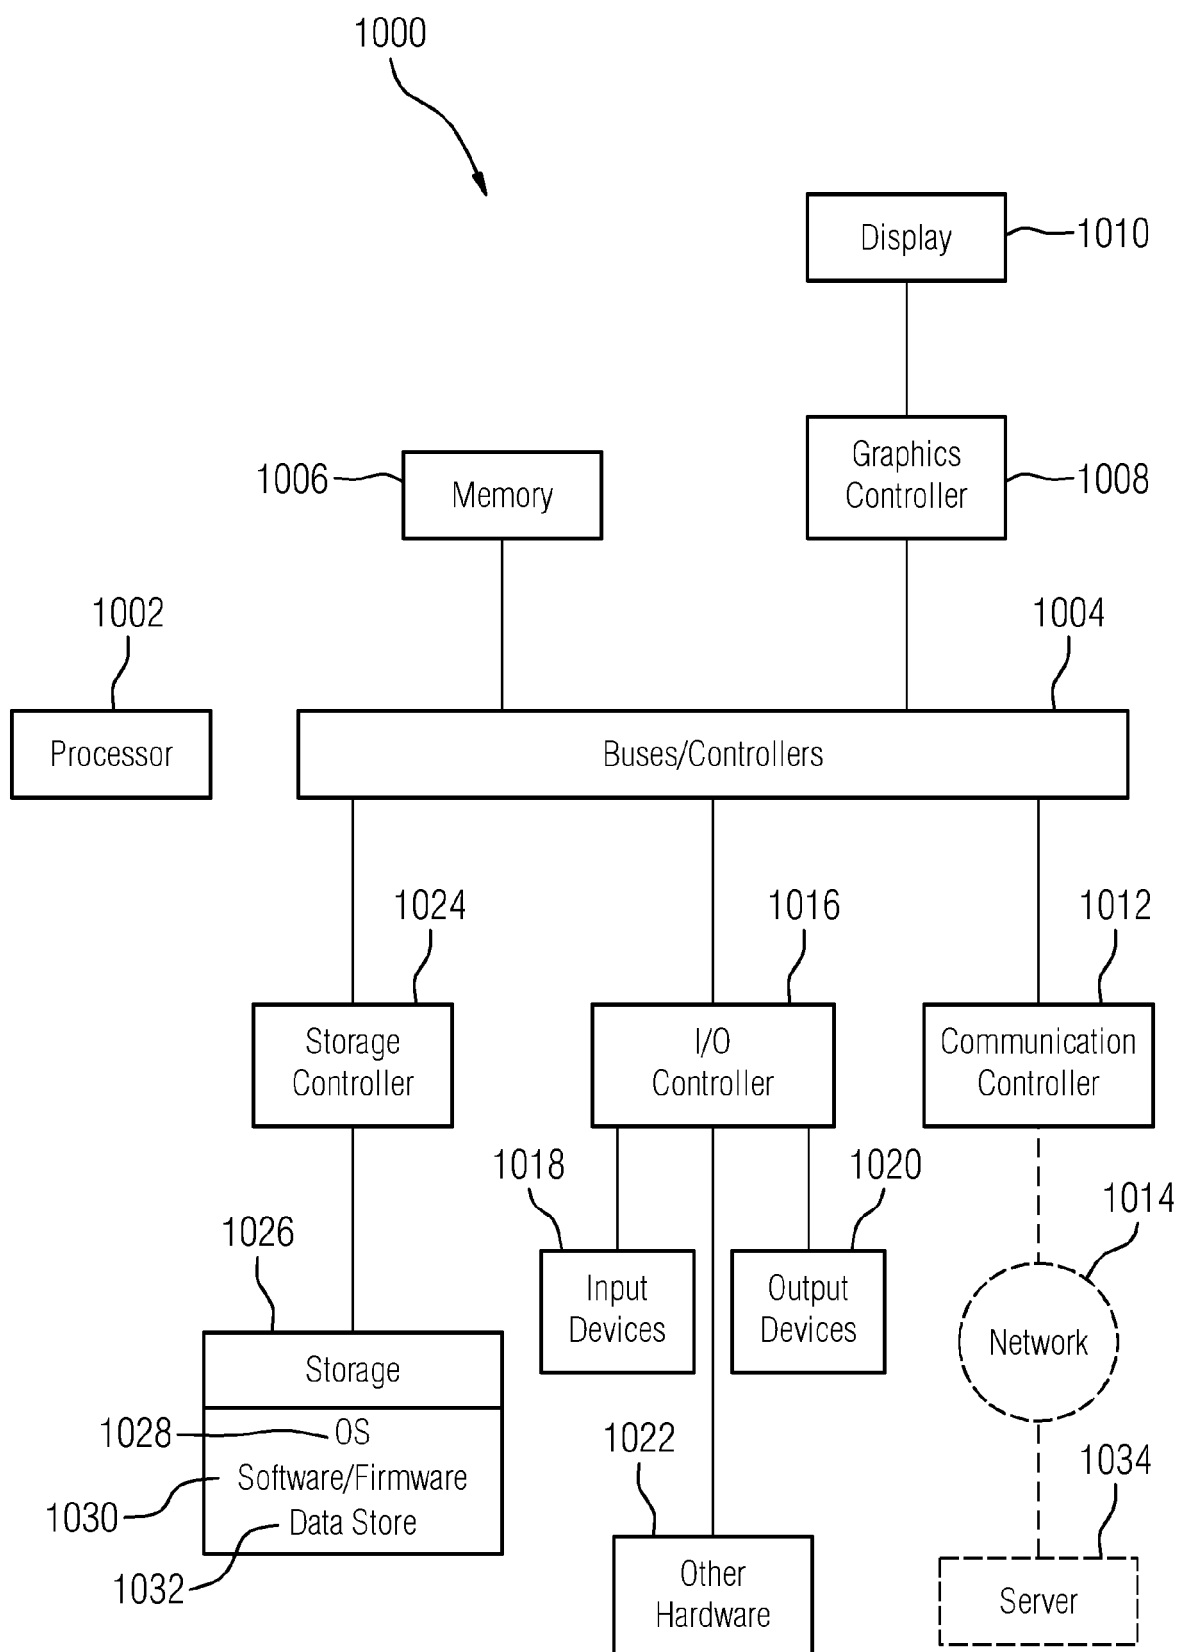 1000
Display
1010
Graphics
Controller
1008
1006
Memory
1002
1004
Processor
Buses/Controllers
1024
1016
1012
Storage
Controller
I/O
Controller
Communication
Controller
1018
1020
1014
1026
Input
Devices
Output
Devices
Network
Storage
1028
OS
1022
1034
Software/Firmware
1030
Data Store
1032
Other
Hardware
Server